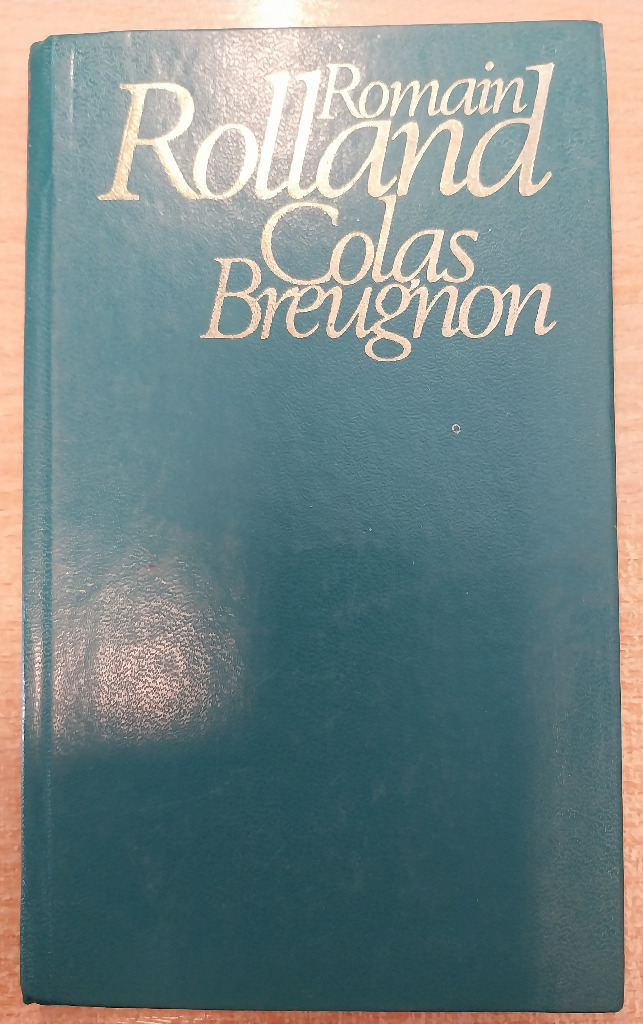 Romain
Rolland
Colas
Breugnon